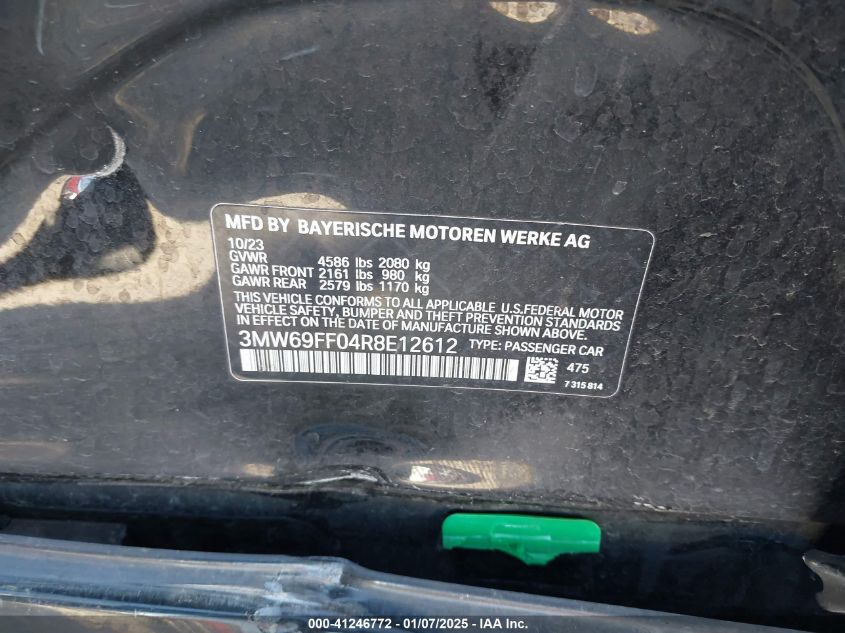 MFD BY BAYERISCHE MOTOREN WERKE AG
10/23
GVWR 4586 lbs 2080 kg
GAWR FRONT 2161 lbs 980 kg
GAWR REAR 2579 lbs 1170 kg
THIS VEHICLE CONFORMS TO ALL APPLICABLE U.S.FEDERAL MOTOR
VEHICLE SAFETY, BUMPER AND THEFT PREVENTION STANDARDS
IN EFFECT ON THE DATE OF MANUFACTURE SHOWN ABOVE.
3MW69FF04R8E12612 TYPE: PASSENGER CAR
475
7 315 814
000-41246772 - 01/07/2025 - IAA Inc.